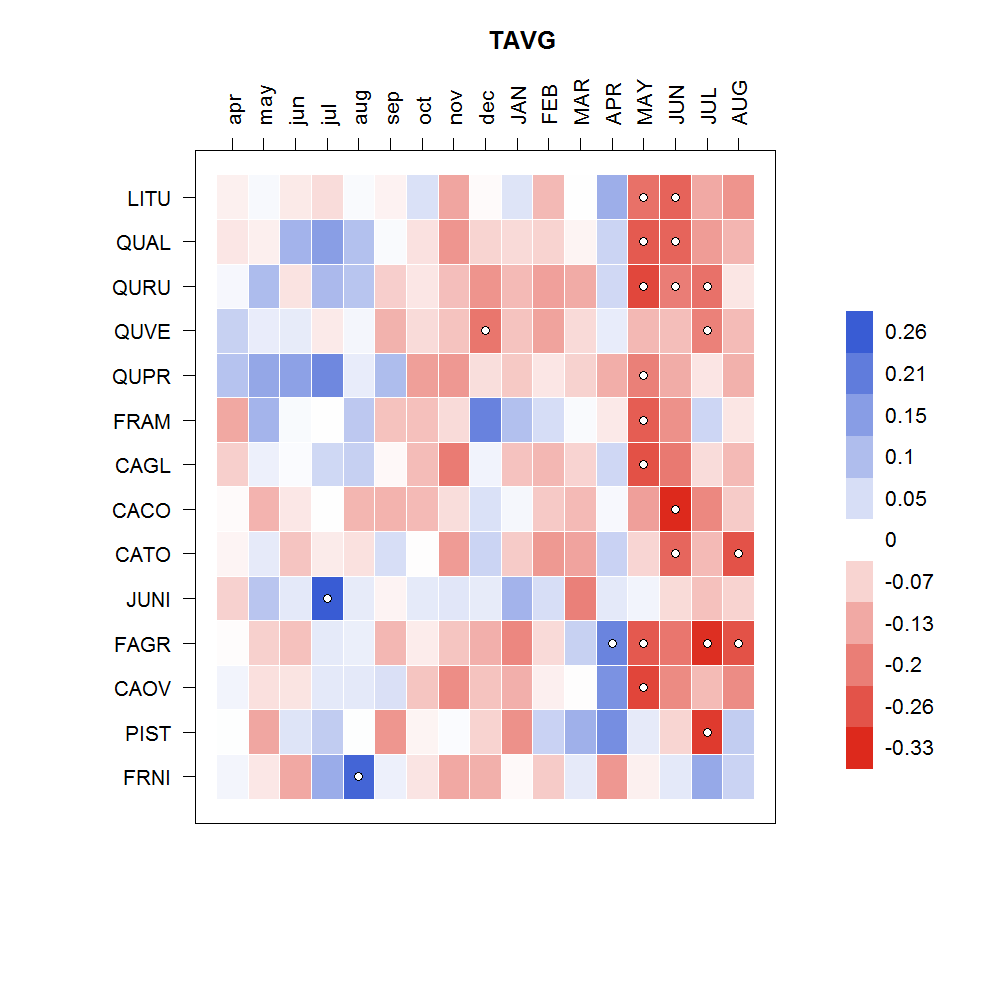 TAVG
apr may jun jul aug sep oct nov dec JAN FEB MAR APR MAY JUN JUL AUG
LITU
QUAL
QURU
QUVE
QUPR
FRAM
CAGL
CACO
CATO
JUNI
FAGR
CAOV
PIST
FRNI
0.26
0.21
0.15
0.1
0.05
0
-0.07
-0.13
-0.2
-0.26
-0.33